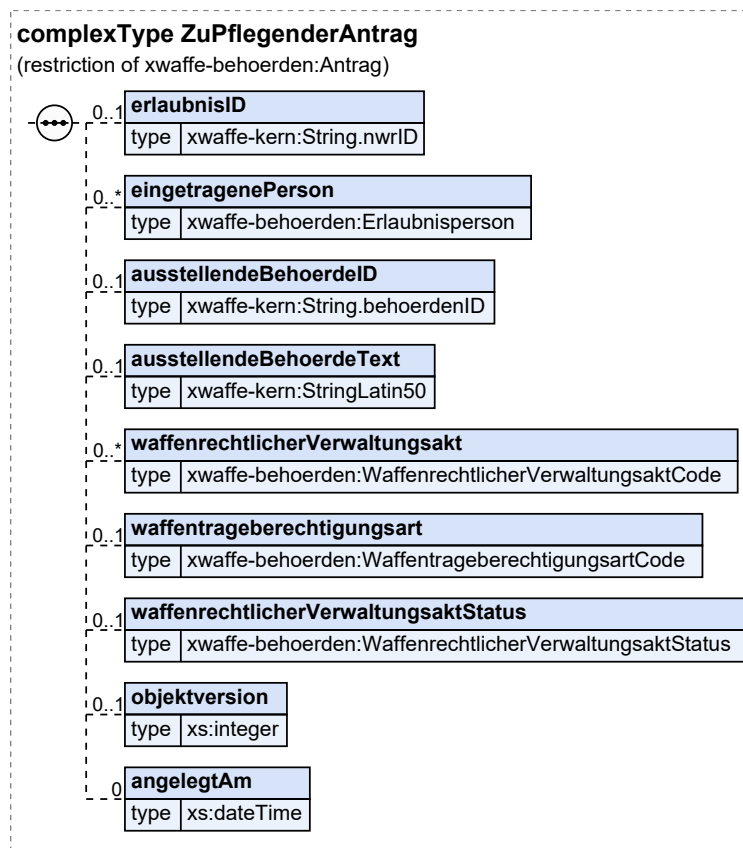 complexType ZuPflegenderAntrag
(restriction of xwaffe-behoerden:Antrag)
0..1 erlaubnisID
type xwaffe-kern:String.nwrID
0..* eingetragenePerson
type xwaffe-behoerden:Erlaubnisperson
0..1 ausstellendeBehoerdeID
type xwaffe-kern:String.behoerdenID
0..1 ausstellendeBehoerdeText
type xwaffe-kern:StringLatin50
0..* waffenrechtlicherVerwaltungsakt
type xwaffe-behoerden:WaffenrechtlicherVerwaltungsaktCode
0..1 waffentrageberechtigungsart
type xwaffe-behoerden:WaffentrageberechtigungsartCode
0..1 waffenrechtlicherVerwaltungsaktStatus
type xwaffe-behoerden:WaffenrechtlicherVerwaltungsaktStatus
0..1 objektversion
type xs:integer
0 angelegtAm
type xs:dateTime